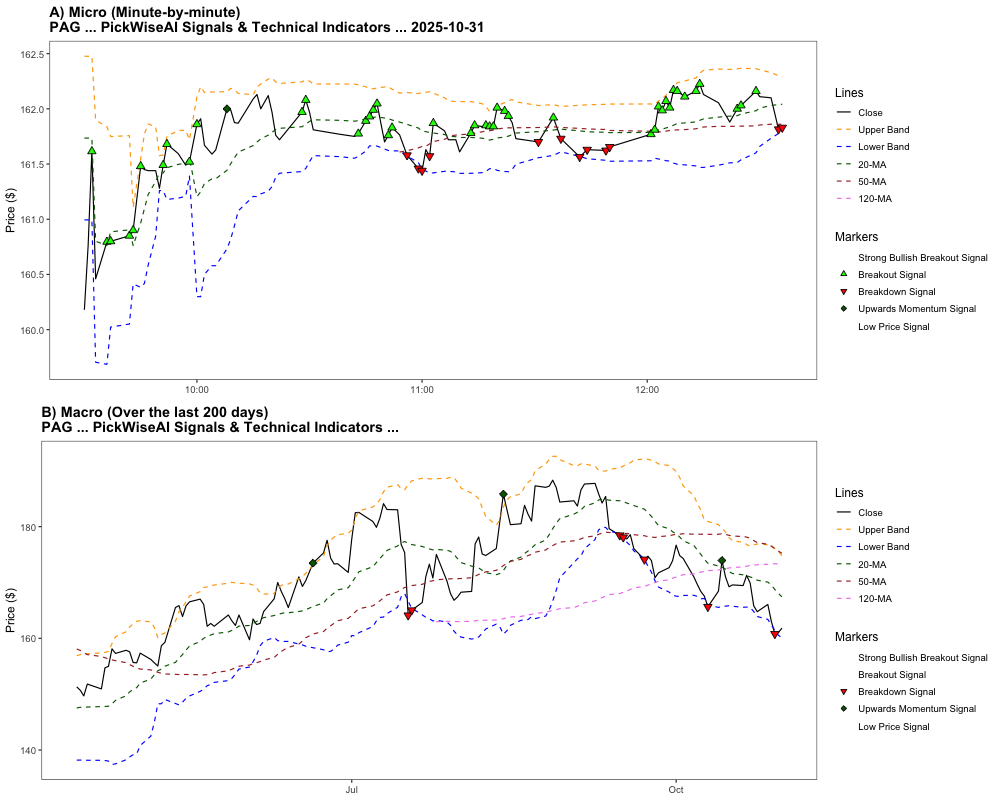 A) Micro (Minute-by-minute)
PAG ... PickWiseAI Signals & Technical Indicators ... 2025-10-31
162.5
162.0
161.5
161.0
160.5
160.0
Price ($)
10:00
11:00
12:00
Lines
Close
Upper Band
Lower Band
20-MA
50-MA
120-MA
Markers
Strong Bullish Breakout Signal
Breakout Signal
Breakdown Signal
Upwards Momentum Signal
Low Price Signal
B) Macro (Over the last 200 days)
PAG ... PickWiseAI Signals & Technical Indicators ...
180
160
140
Price ($)
Jul
Oct
Lines
Close
Upper Band
Lower Band
20-MA
50-MA
120-MA
Markers
Strong Bullish Breakout Signal
Breakout Signal
Breakdown Signal
Upwards Momentum Signal
Low Price Signal